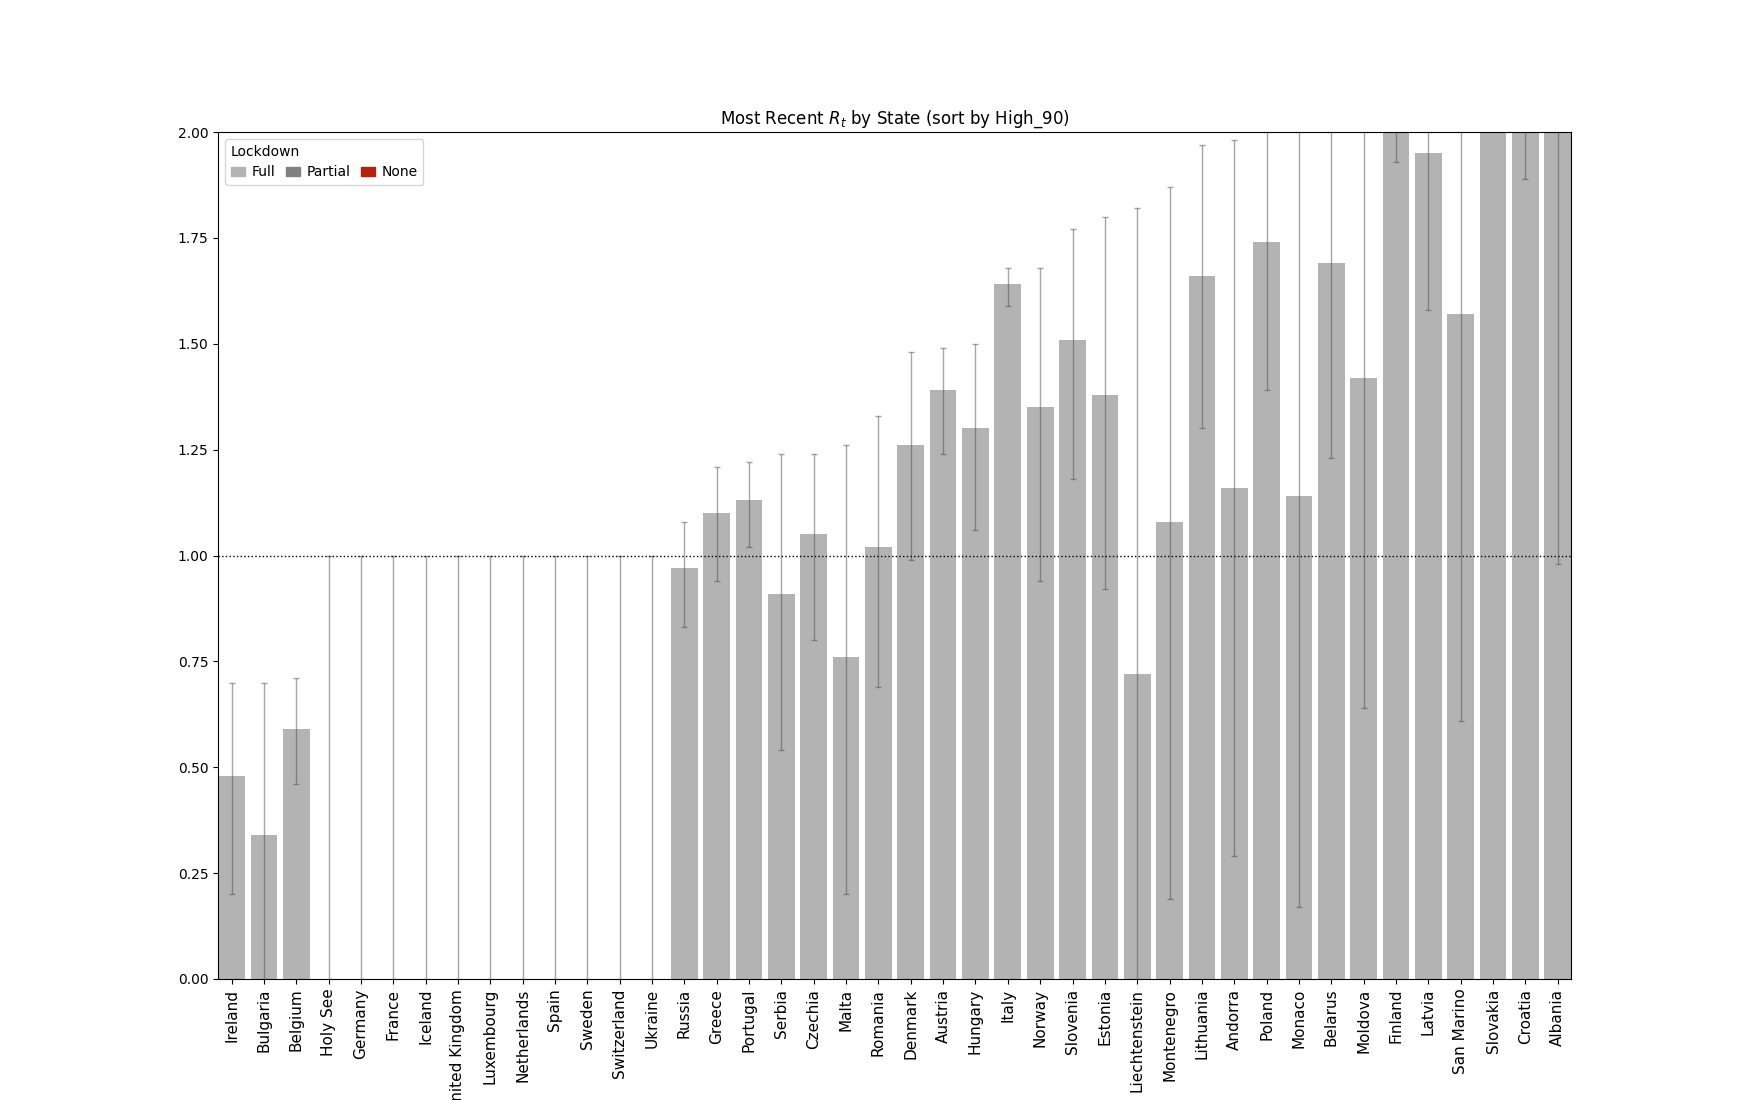 Most Recent R_t by State (sort by High_90)
Lockdown
Full Partial None
2.00
1.75
1.50
1.25
1.00
0.75
0.50
0.25
0.00
Ireland
Bulgaria
Belgium
Holy See
Germany
France
Iceland
nited Kingdom
Luxembourg
Netherlands
Spain
Sweden
Switzerland
Ukraine
Russia
Greece
Portugal
Serbia
Czechia
Malta
Romania
Denmark
Austria
Hungary
Italy
Norway
Slovenia
Estonia
Liechtenstein
Montenegro
Lithuania
Andorra
Poland
Monaco
Belarus
Moldova
Finland
Latvia
San Marino
Slovakia
Croatia
Albania